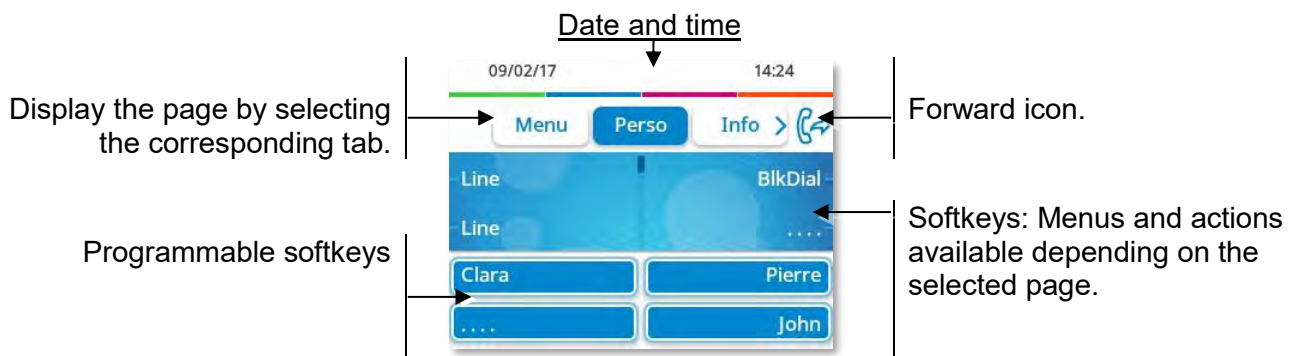 Date and time
09/02/17 14:24
Display the page by selecting
the corresponding tab.
Menu Perso Info >
Forward icon.
Line BlkDial
Line ....
Softkeys: Menus and actions
available depending on the
selected page.
Programmable softkeys
Clara Pierre
.... John